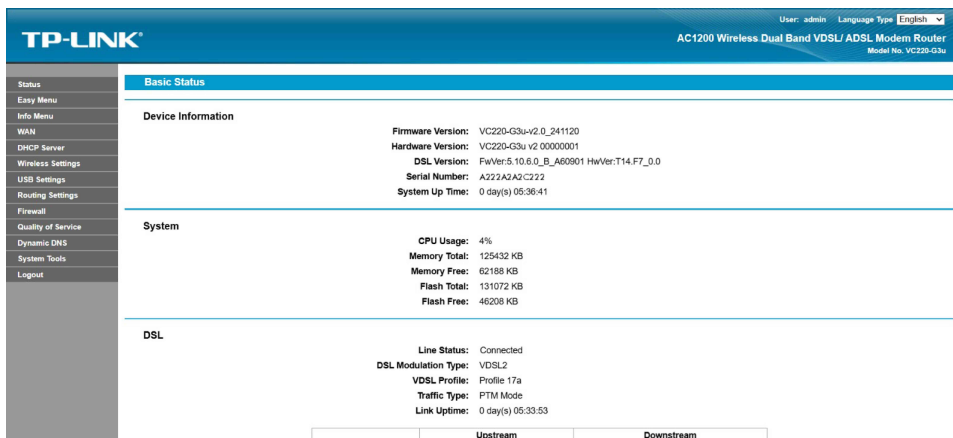 User: admin Language Type English
TP-LINK®
AC1200 Wireless Dual Band VDSL/ ADSL Modem Router
Model No. VC220-G3u
Status
Easy Menu
Info Menu
WAN
DHCP Server
Wireless Settings
USB Settings
Routing Settings
Firewall
Quality of Service
Dynamic DNS
System Tools
Logout
Basic Status
Device Information
Firmware Version: VC220-G3u-v2.0_241120
Hardware Version: VC220-G3u v2 00000001
DSL Version: FwVer:5.10.6.0_B_A60901 HwVer:T14.F7_0.0
Serial Number: A222A2A2C222
System Up Time: 0 day(s) 05:36:41
System
CPU Usage: 4%
Memory Total: 125432 KB
Memory Free: 62188 KB
Flash Total: 131072 KB
Flash Free: 46208 KB
DSL
Line Status: Connected
DSL Modulation Type: VDSL2
VDSL Profile: Profile 17a
Traffic Type: PTM Mode
Link Uptime: 0 day(s) 05:33:53
Upstream Downstream